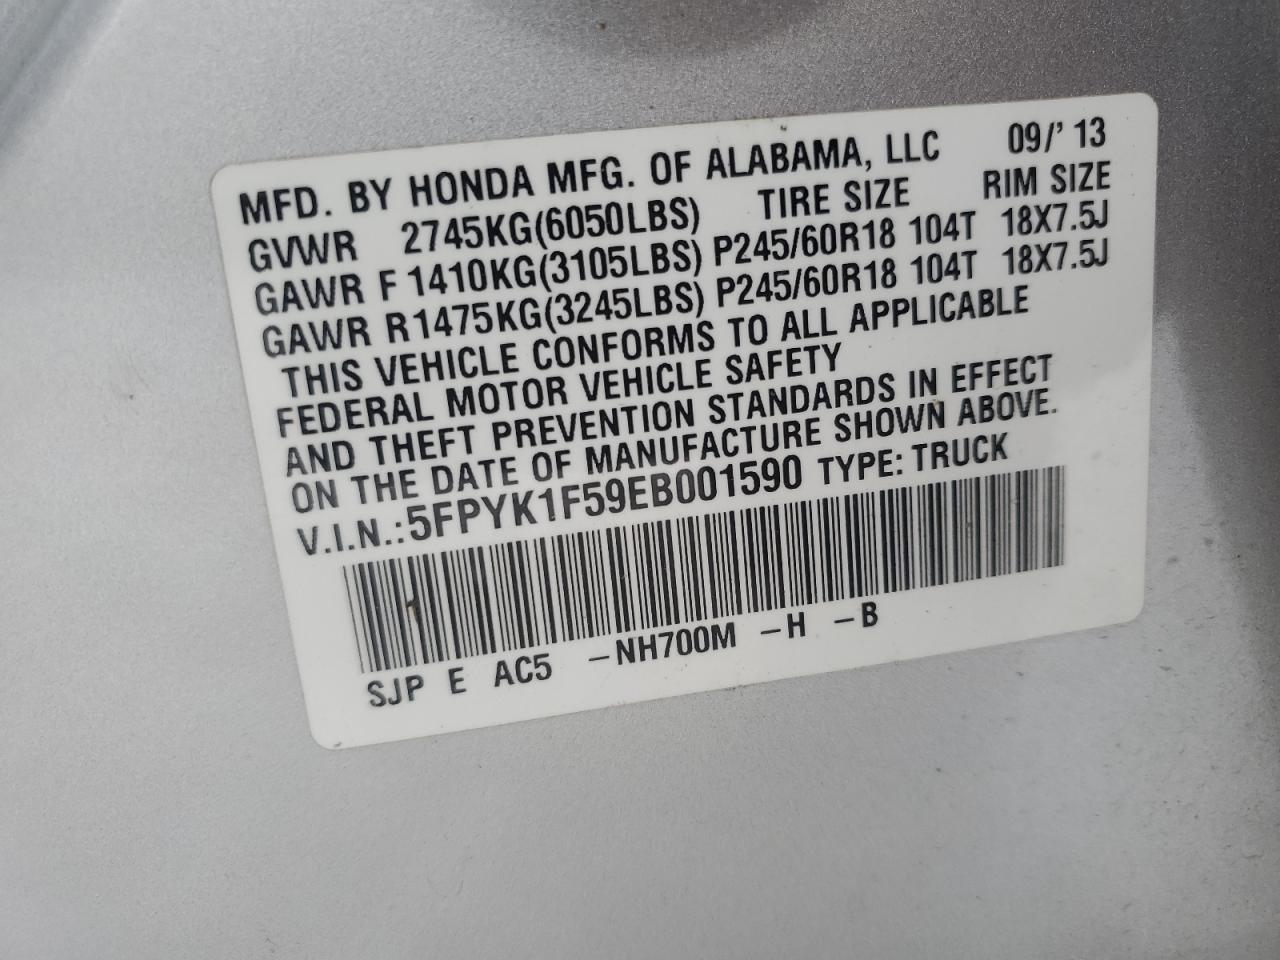 MFD. BY HONDA MFG. OF ALABAMA, LLC 09/' 13
GVWR 2745KG(6050LBS) TIRE SIZE RIM SIZE
GAWR F 1410KG(3105LBS) P245/60R18 104T 18X7.5J
GAWR R1475KG(3245LBS) P245/60R18 104T 18X7.5J
THIS VEHICLE CONFORMS TO ALL APPLICABLE
FEDERAL MOTOR VEHICLE SAFETY
AND THEFT PREVENTION STANDARDS IN EFFECT
ON THE DATE OF MANUFACTURE SHOWN ABOVE.
V.I.N.:5FPYK1F59EB001590 TYPE: TRUCK
SJP E AC5 –NH700M –H –B